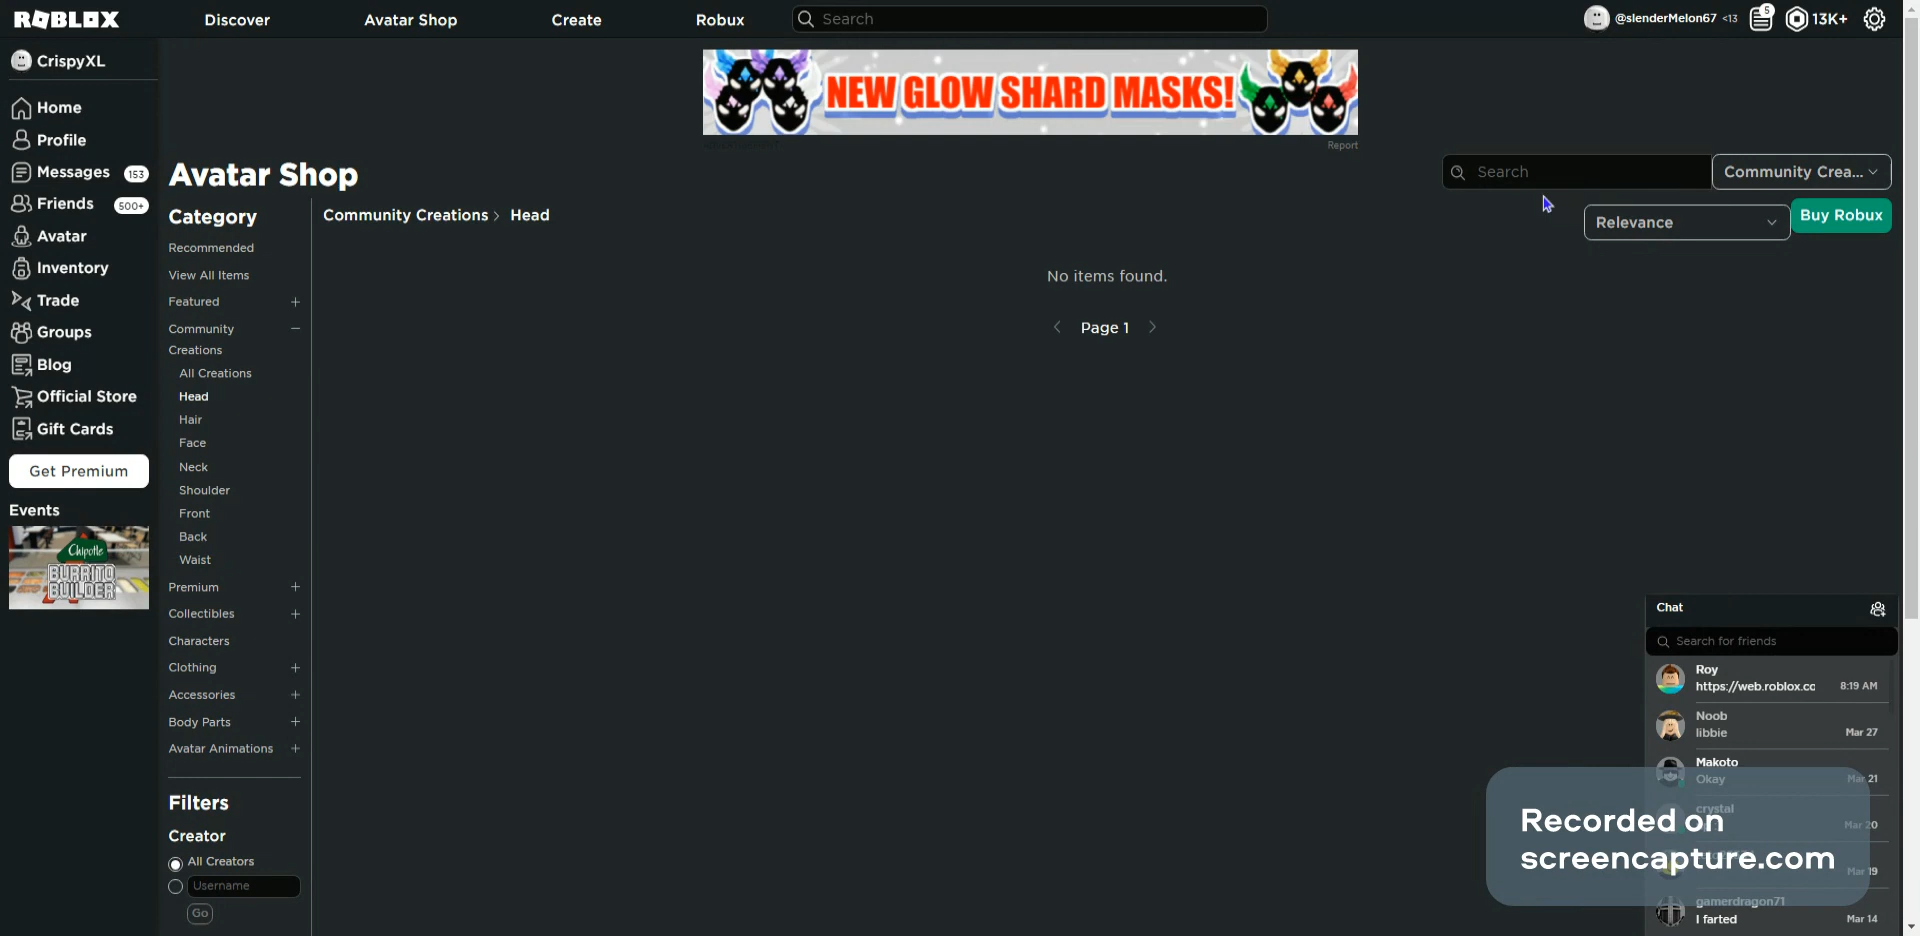 ROBLOX
Discover
Avatar Shop
Create
Robux
Search
@slenderMelon67 <13
5
13K+
CrispyXL
Home
Profile
Messages 153
Friends 500+
Avatar
Inventory
Trade
Groups
Blog
Official Store
Gift Cards
Get Premium
Events
Chipotle
BURRITO
BUILDER
NEW GLOW SHARD MASKS!
Report
Avatar Shop
Search
Community Crea...
Relevance
Buy Robux
Category
Recommended
View All Items
Featured +
Community −
Creations
All Creations
Head
Hair
Face
Neck
Shoulder
Front
Back
Waist
Premium +
Collectibles +
Characters
Clothing +
Accessories +
Body Parts +
Avatar Animations +
Filters
Creator
All Creators
Username
Go
Community Creations > Head
No items found.
Page 1
Chat
Search for friends
Roy
https://web.roblox.cc 8:19 AM
Noob
libbie Mar 27
Makoto
Okay Mar 21
crystal
Mar 20
Mar 19
gamerdragon71
I farted Mar 14
Recorded on
screencapture.com